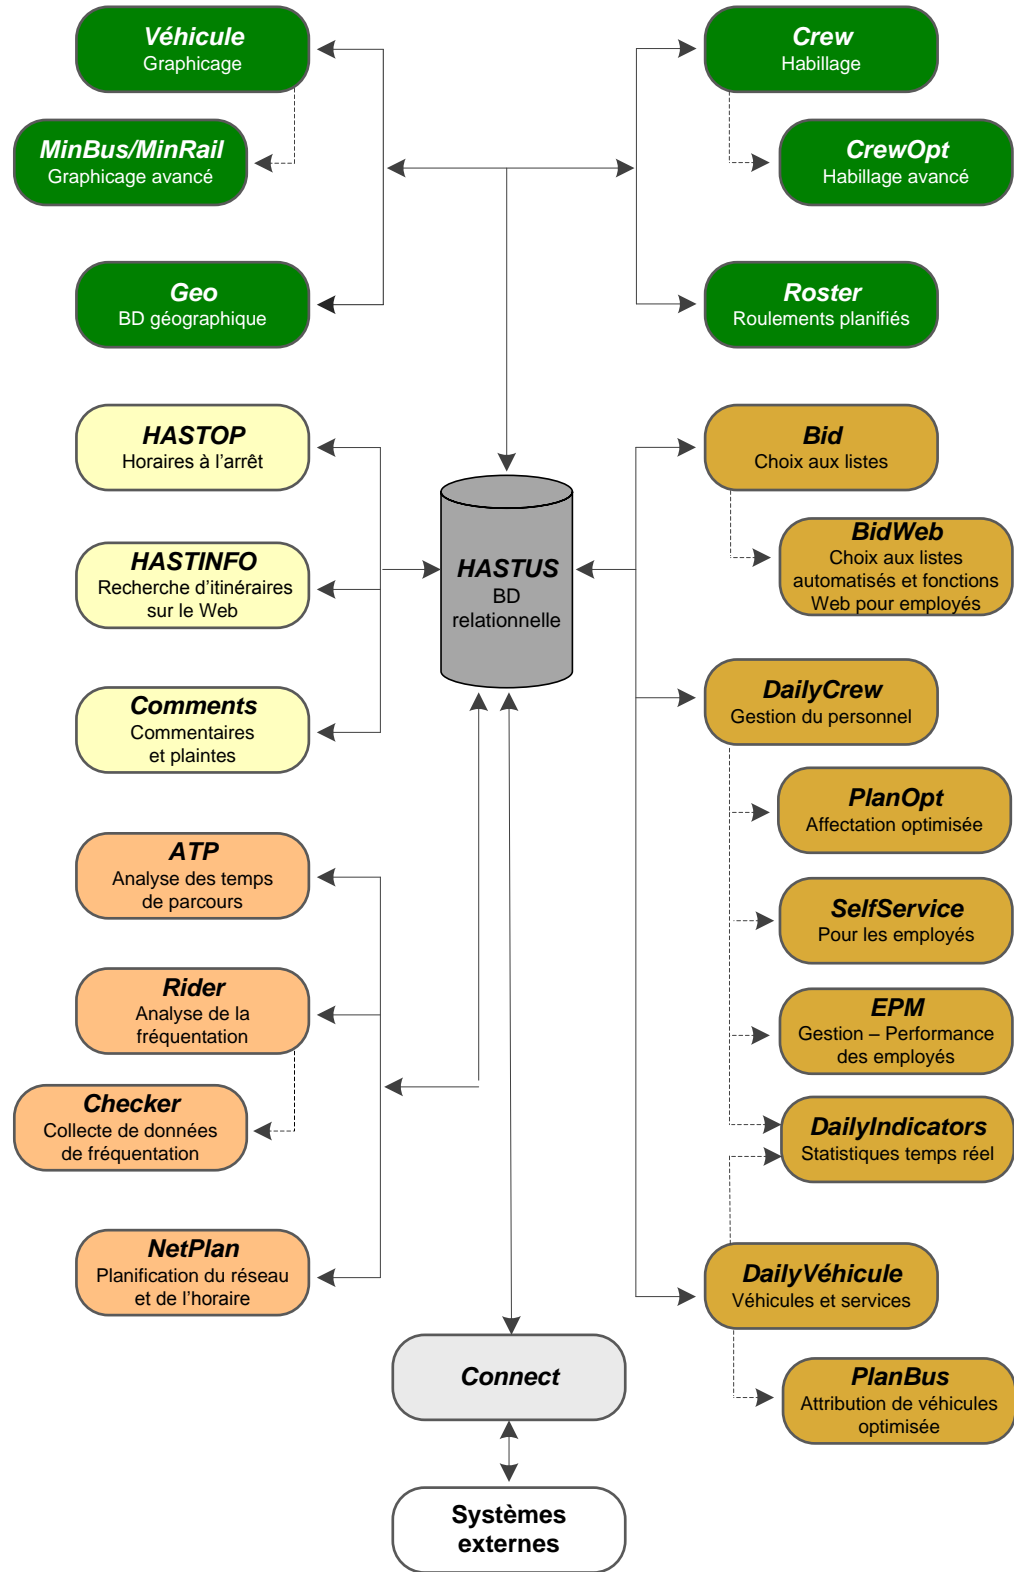 Véhicule
Graphicage
MinBus/MinRail
Graphicage avancé
Geo
BD géographique
Crew
Habillage
CrewOpt
Habillage avancé
Roster
Roulements planifiés
HASTOP
Horaires à l’arrêt
HASTINFO
Recherche d’itinéraires
sur le Web
Comments
Commentaires
et plaintes
HASTUS
BD
relationnelle
Bid
Choix aux listes
BidWeb
Choix aux listes
automatisés et fonctions
Web pour employés
DailyCrew
Gestion du personnel
PlanOpt
Affectation optimisée
SelfService
Pour les employés
EPM
Gestion – Performance
des employés
DailyIndicators
Statistiques temps réel
DailyVéhicule
Véhicules et services
PlanBus
Attribution de véhicules
optimisée
ATP
Analyse des temps
de parcours
Rider
Analyse de la
fréquentation
Checker
Collecte de données
de fréquentation
NetPlan
Planification du réseau
et de l’horaire
Connect
Systèmes
externes